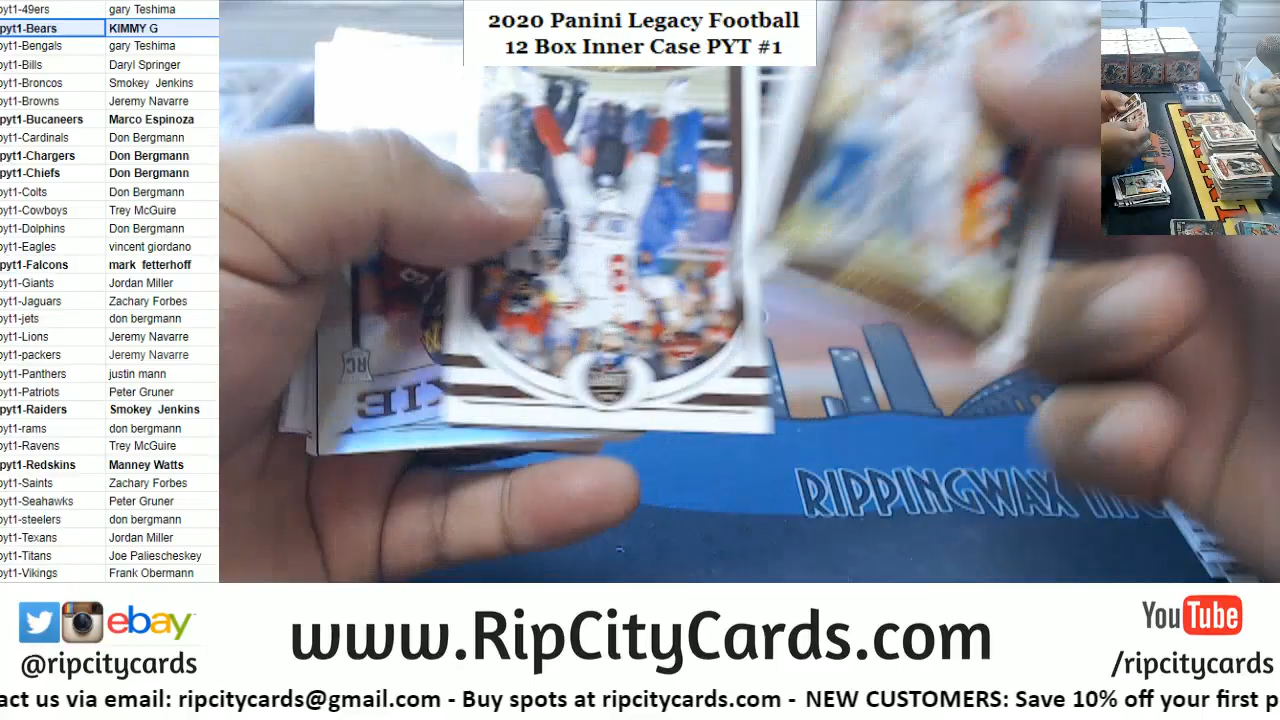 pyt1-49ers gary Teshima
pyt1-Bears KIMMY G
pyt1-Bengals gary Teshima
pyt1-Bills Daryl Springer
pyt1-Broncos Smokey Jenkins
pyt1-Browns Jeremy Navarre
pyt1-Bucaneers Marco Espinoza
pyt1-Cardinals Don Bergmann
pyt1-Chargers Don Bergmann
pyt1-Chiefs Don Bergmann
pyt1-Colts Don Bergmann
pyt1-Cowboys Trey McGuire
pyt1-Dolphins Don Bergmann
pyt1-Eagles vincent giordano
pyt1-Falcons mark fetterhoff
pyt1-Giants Jordan Miller
pyt1-Jaguars Zachary Forbes
pyt1-jets don bergmann
pyt1-Lions Jeremy Navarre
pyt1-packers Jeremy Navarre
pyt1-Panthers justin mann
pyt1-Patriots Peter Gruner
pyt1-Raiders Smokey Jenkins
pyt1-rams don bergmann
pyt1-Ravens Trey McGuire
pyt1-Redskins Manney Watts
pyt1-Saints Zachary Forbes
pyt1-Seahawks Peter Gruner
pyt1-steelers don bergmann
pyt1-Texans Jordan Miller
pyt1-Titans Joe Paliescheskey
pyt1-Vikings Frank Obermann
2020 Panini Legacy Football
12 Box Inner Case PYT #1
RC
RIPPINGWAX
ebay
@ripcitycards
www.RipCityCards.com
YouTube
/ripcitycards
act us via email: ripcitycards@gmail.com - Buy spots at ripcitycards.com - NEW CUSTOMERS: Save 10% off your first p